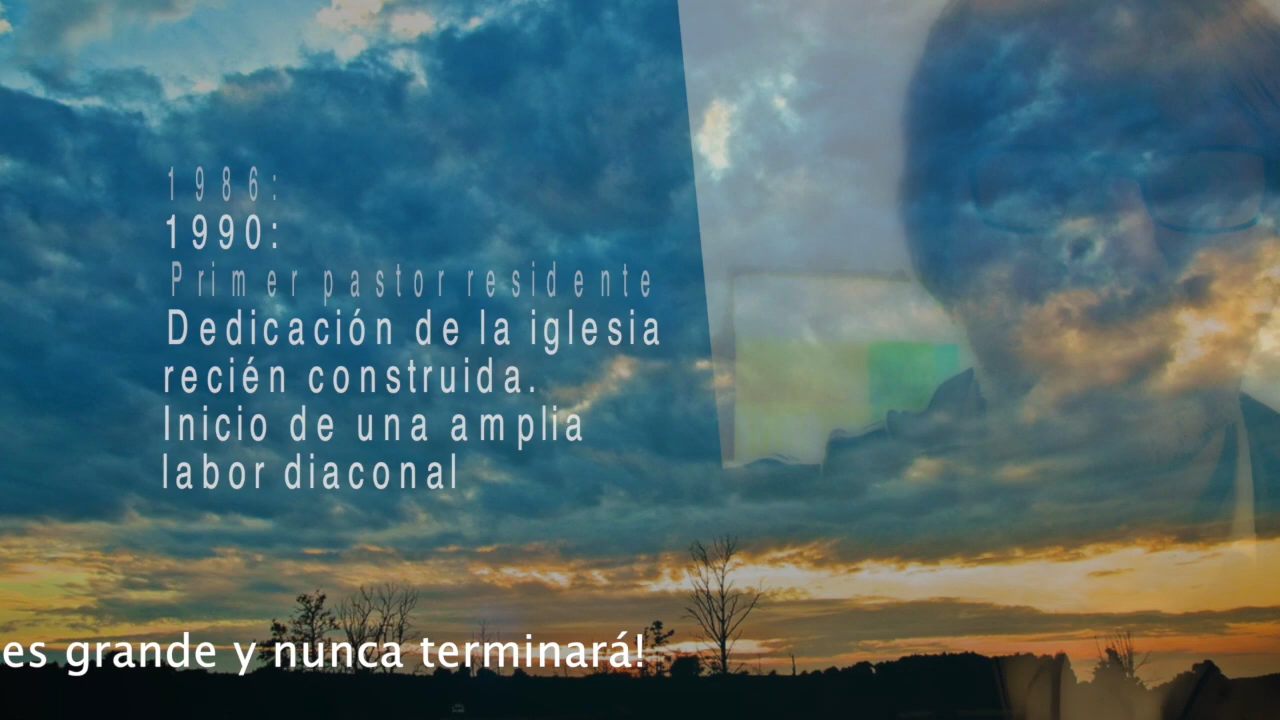 1986:
1990:
Primer pastor residente
Dedicación de la iglesia
recién construida.
Inicio de una amplia
labor diaconal
es grande y nunca terminará!